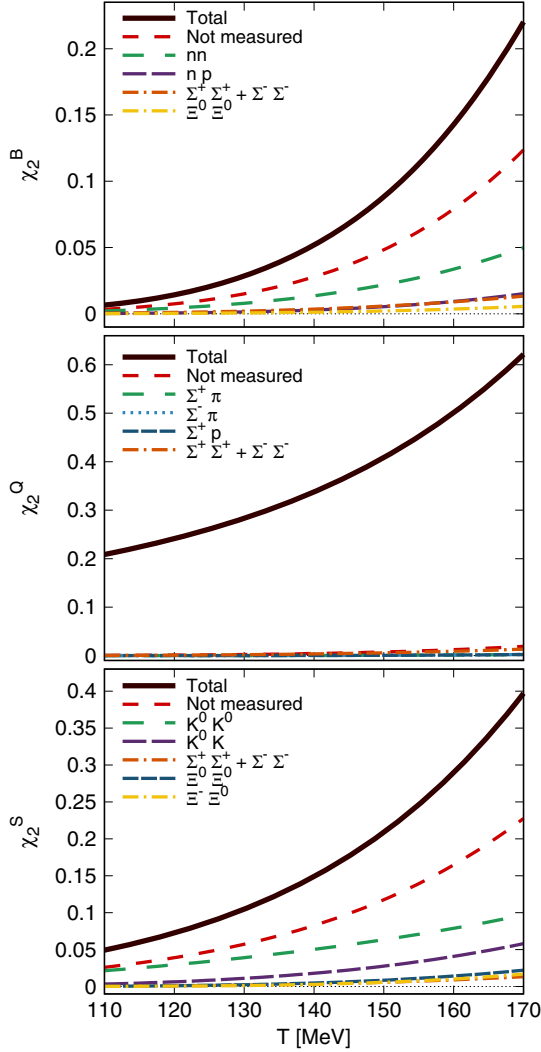 Total
Not measured
nn
n p
Σ⁺ Σ⁺ + Σ⁻ Σ⁻
Ξ⁰ Ξ⁰
χ₂ᴮ
0.2
0.15
0.1
0.05
0
Total
Not measured
Σ⁺ π
Σ⁻ π
Σ⁺ p
Σ⁺ Σ⁺ + Σ⁻ Σ⁻
χ₂Q
0.6
0.5
0.4
0.3
0.2
0.1
0
Total
Not measured
K⁰ K⁰
K⁰ K
Σ⁺ Σ⁺ + Σ⁻ Σ⁻
Ξ⁰ Ξ⁰
Ξ⁻ Ξ⁰
χ₂S
0.4
0.35
0.3
0.25
0.2
0.15
0.1
0.05
0
110 120 130 140 150 160 170
T [MeV]